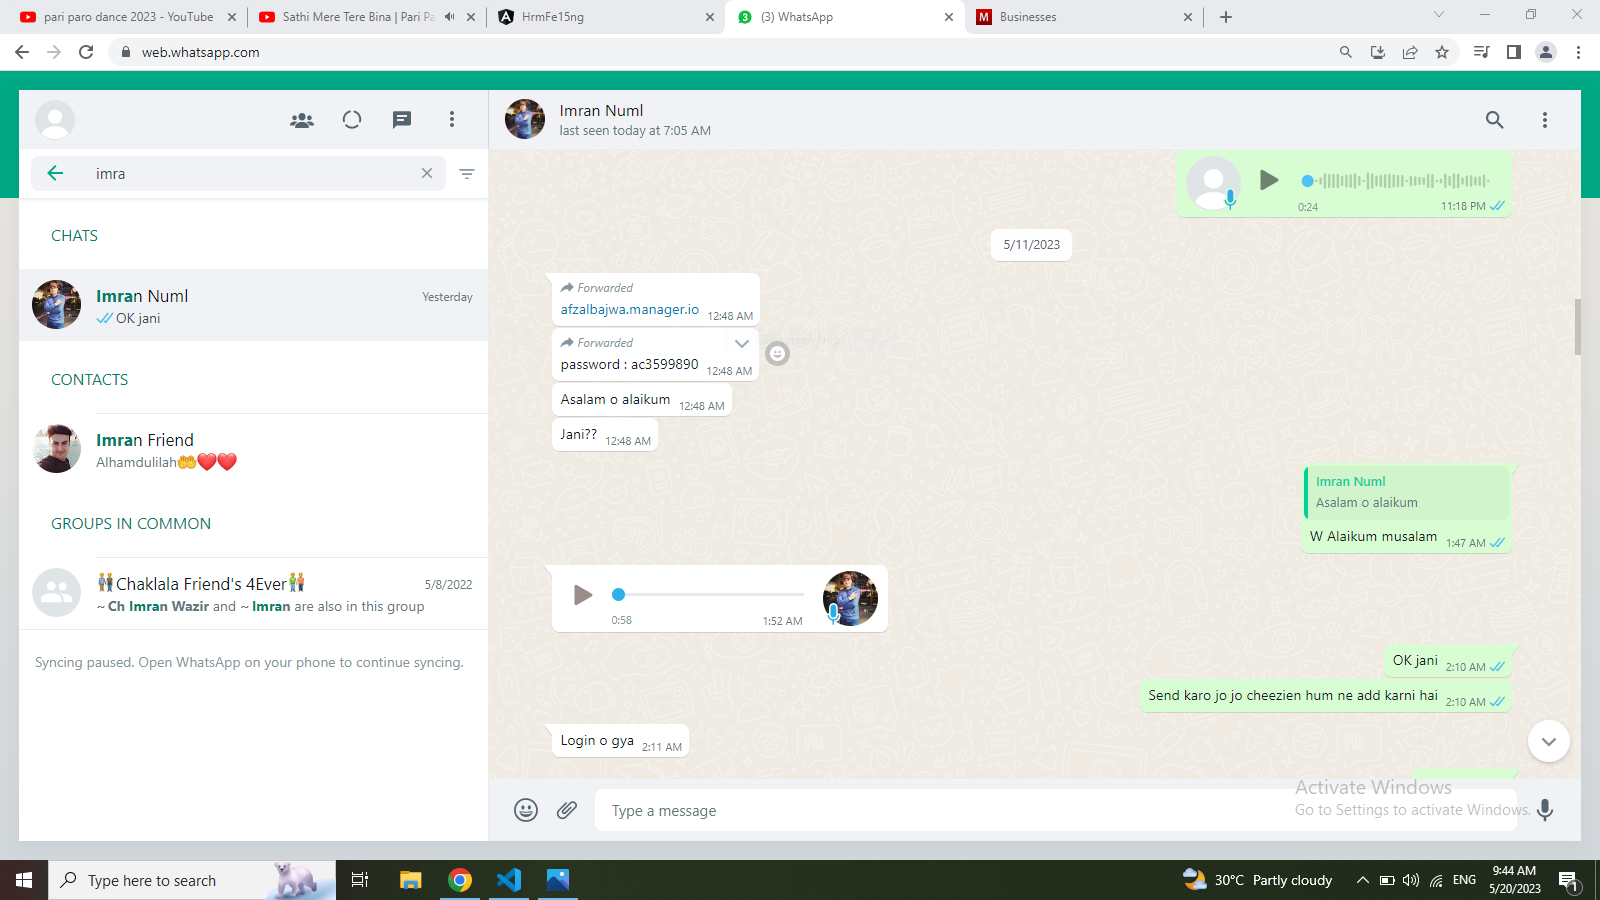 pari paro dance 2023 - YouTube
Sathi Mere Tere Bina | Pari Pa
HrmFe15ng
(3) WhatsApp
Businesses
web.whatsapp.com
imra
CHATS
Imran Numl
Yesterday
OK jani
CONTACTS
Imran Friend
Alhamdulilah🤲❤️❤️
GROUPS IN COMMON
Chaklala Friend's 4Ever
5/8/2022
~ Ch Imran Wazir and ~ Imran are also in this group
Syncing paused. Open WhatsApp on your phone to continue syncing.
Imran Numl
last seen today at 7:05 AM
0:24
11:18 PM
5/11/2023
Forwarded
afzalbajwa.manager.io 12:48 AM
Forwarded
password : ac3599890 12:48 AM
Asalam o alaikum 12:48 AM
Jani?? 12:48 AM
Imran Numl
Asalam o alaikum
W Alaikum musalam 1:47 AM
0:58
1:52 AM
OK jani 2:10 AM
Send karo jo jo cheezien hum ne add karni hai 2:10 AM
Login o gya 2:11 AM
Type a message
Activate Windows
Go to Settings to activate Windows.
Type here to search
30°C Partly cloudy
ENG
9:44 AM
5/20/2023
1